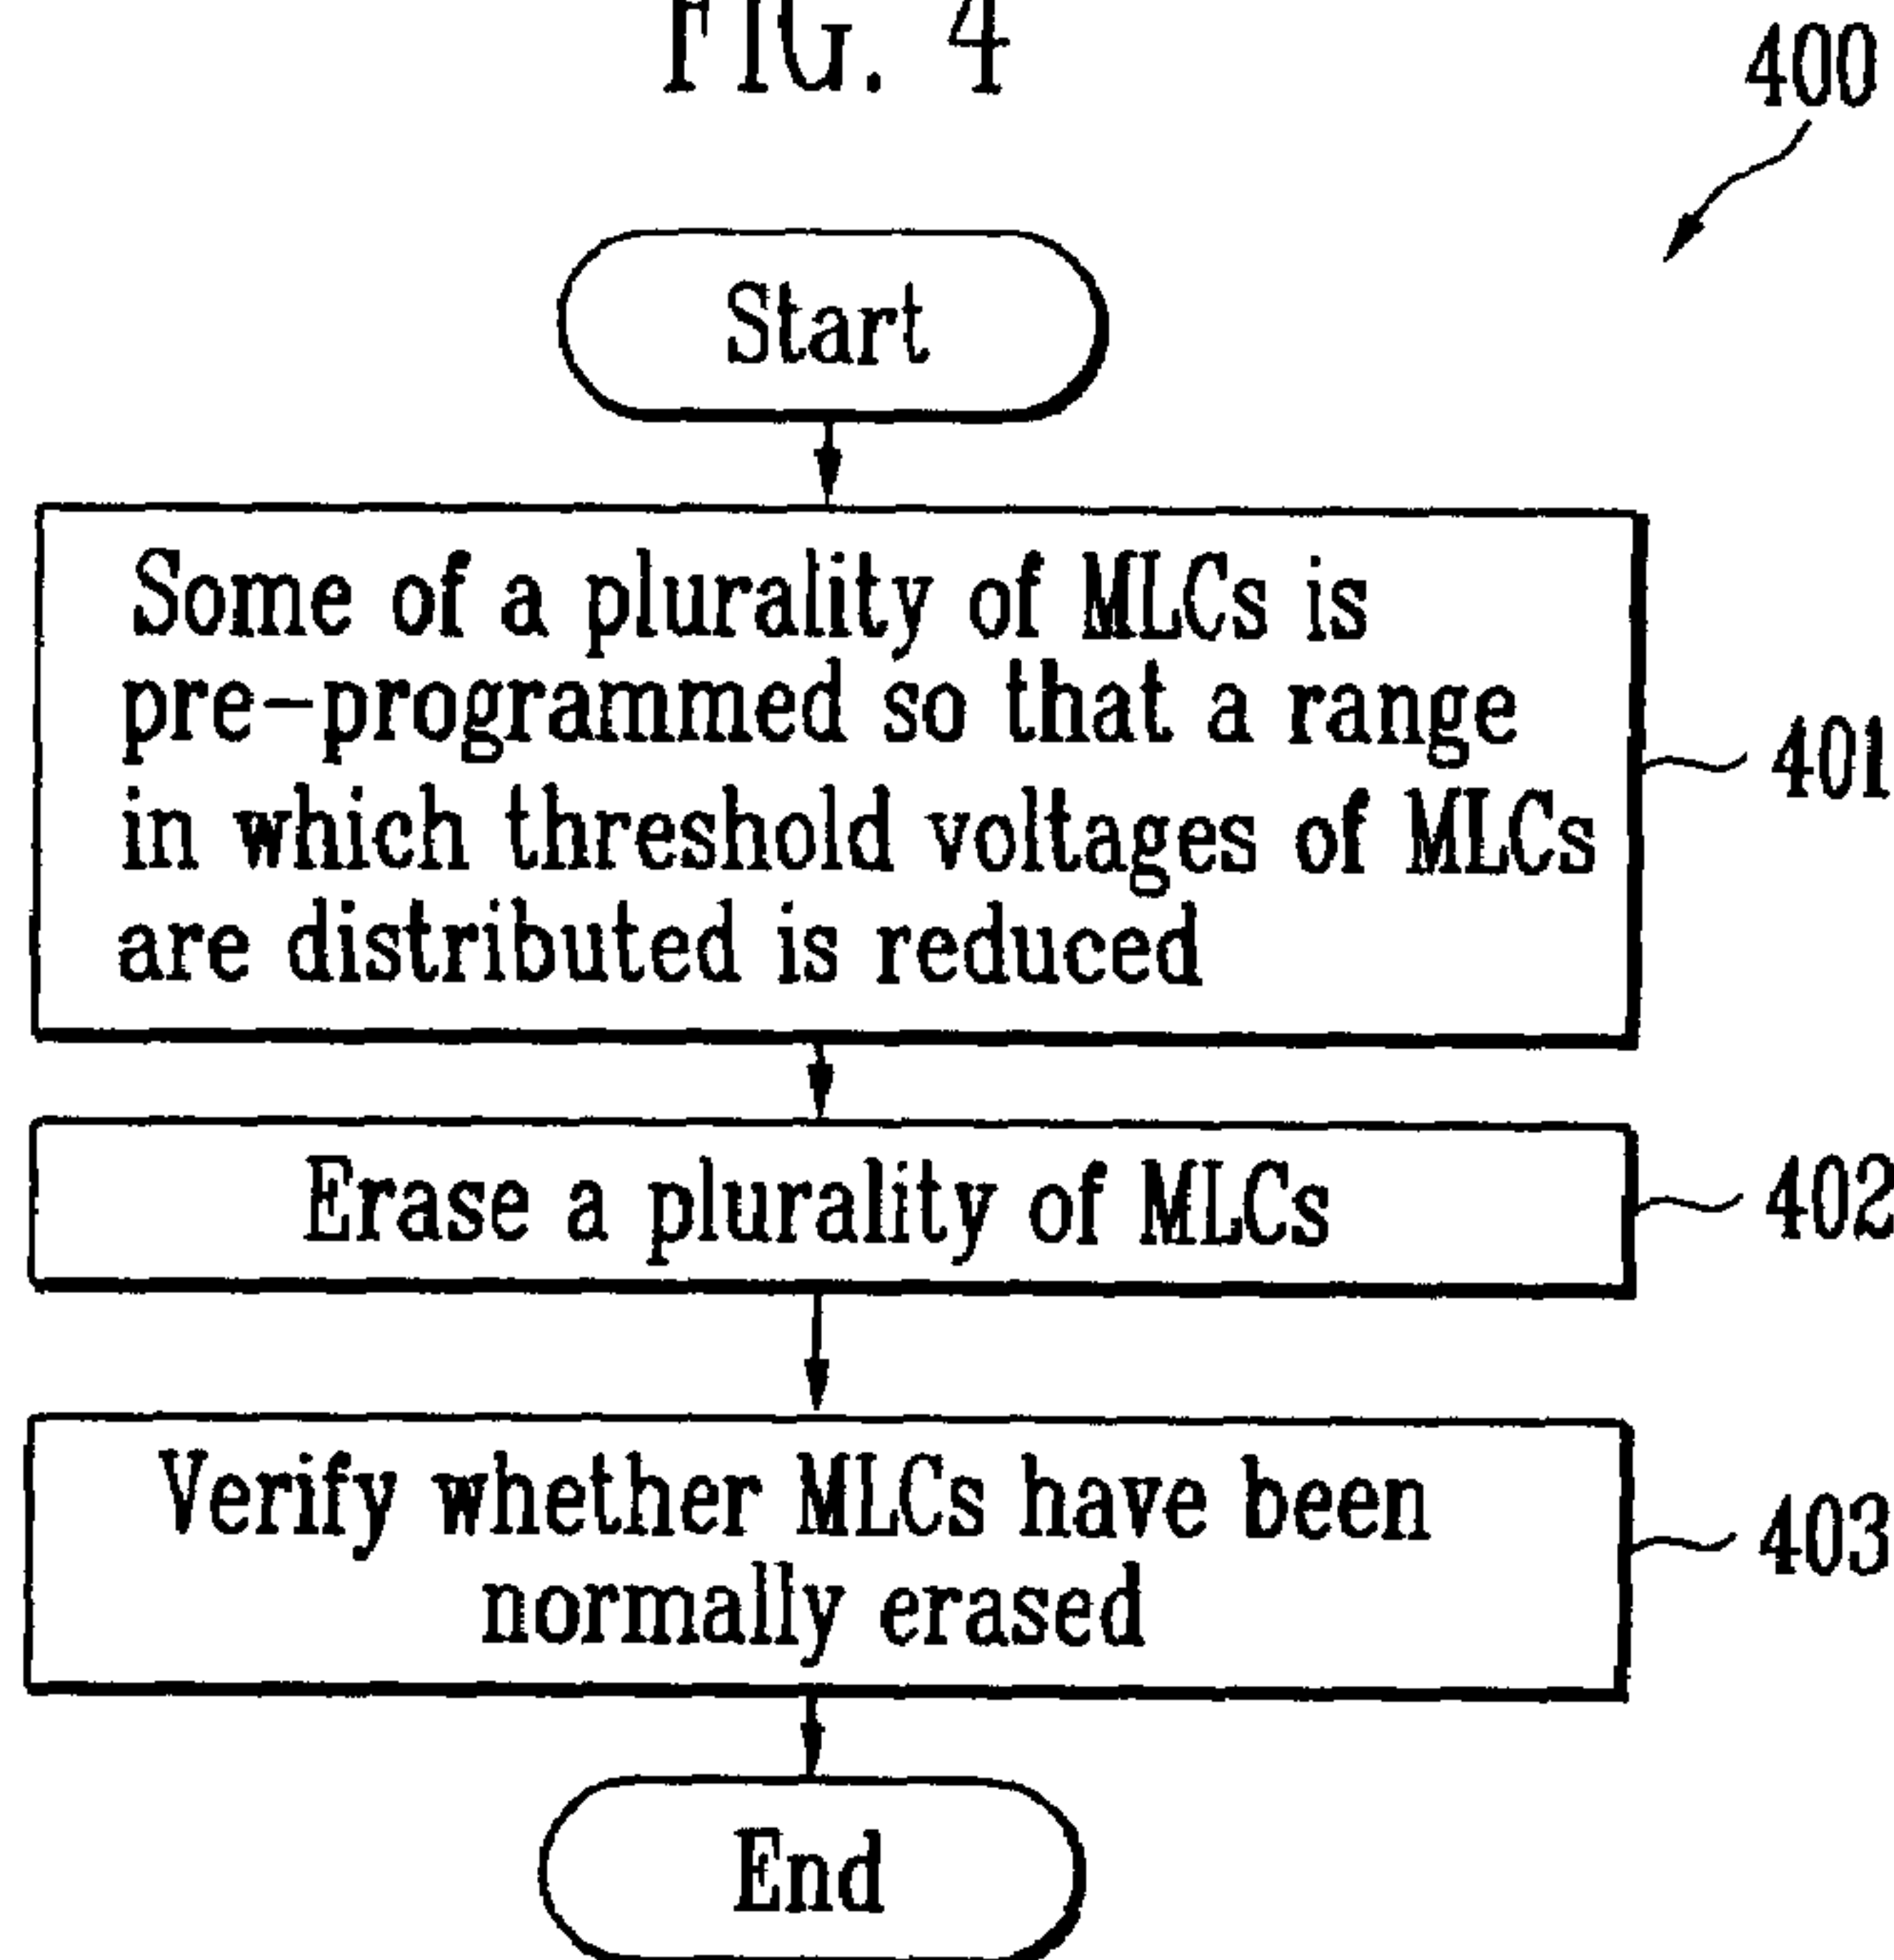 FIG. 4
400
Start
Some of a plurality of MLCs is
pre-programmed so that a range
in which threshold voltages of MLCs
are distributed is reduced
401
Erase a plurality of MLCs
402
Verify whether MLCs have been
normally erased
403
End